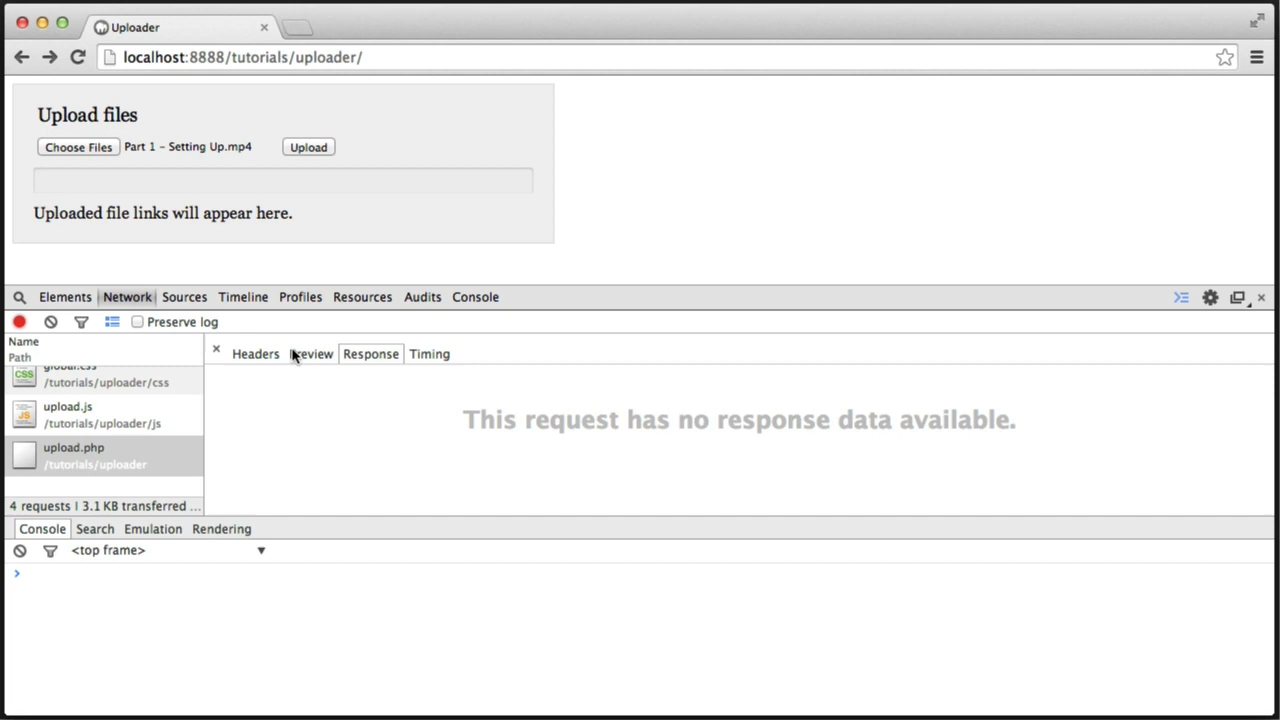 Uploader
localhost:8888/tutorials/uploader/
Upload files
Choose Files Part 1 - Setting Up.mp4 Upload
Uploaded file links will appear here.
Elements Network Sources Timeline Profiles Resources Audits Console
Preserve log
Name
Path
Headers Preview Response Timing
global.css
/tutorials/uploader/css
upload.js
/tutorials/uploader/js
upload.php
/tutorials/uploader
This request has no response data available.
4 requests | 3.1 KB transferred ...
Console Search Emulation Rendering
<top frame>